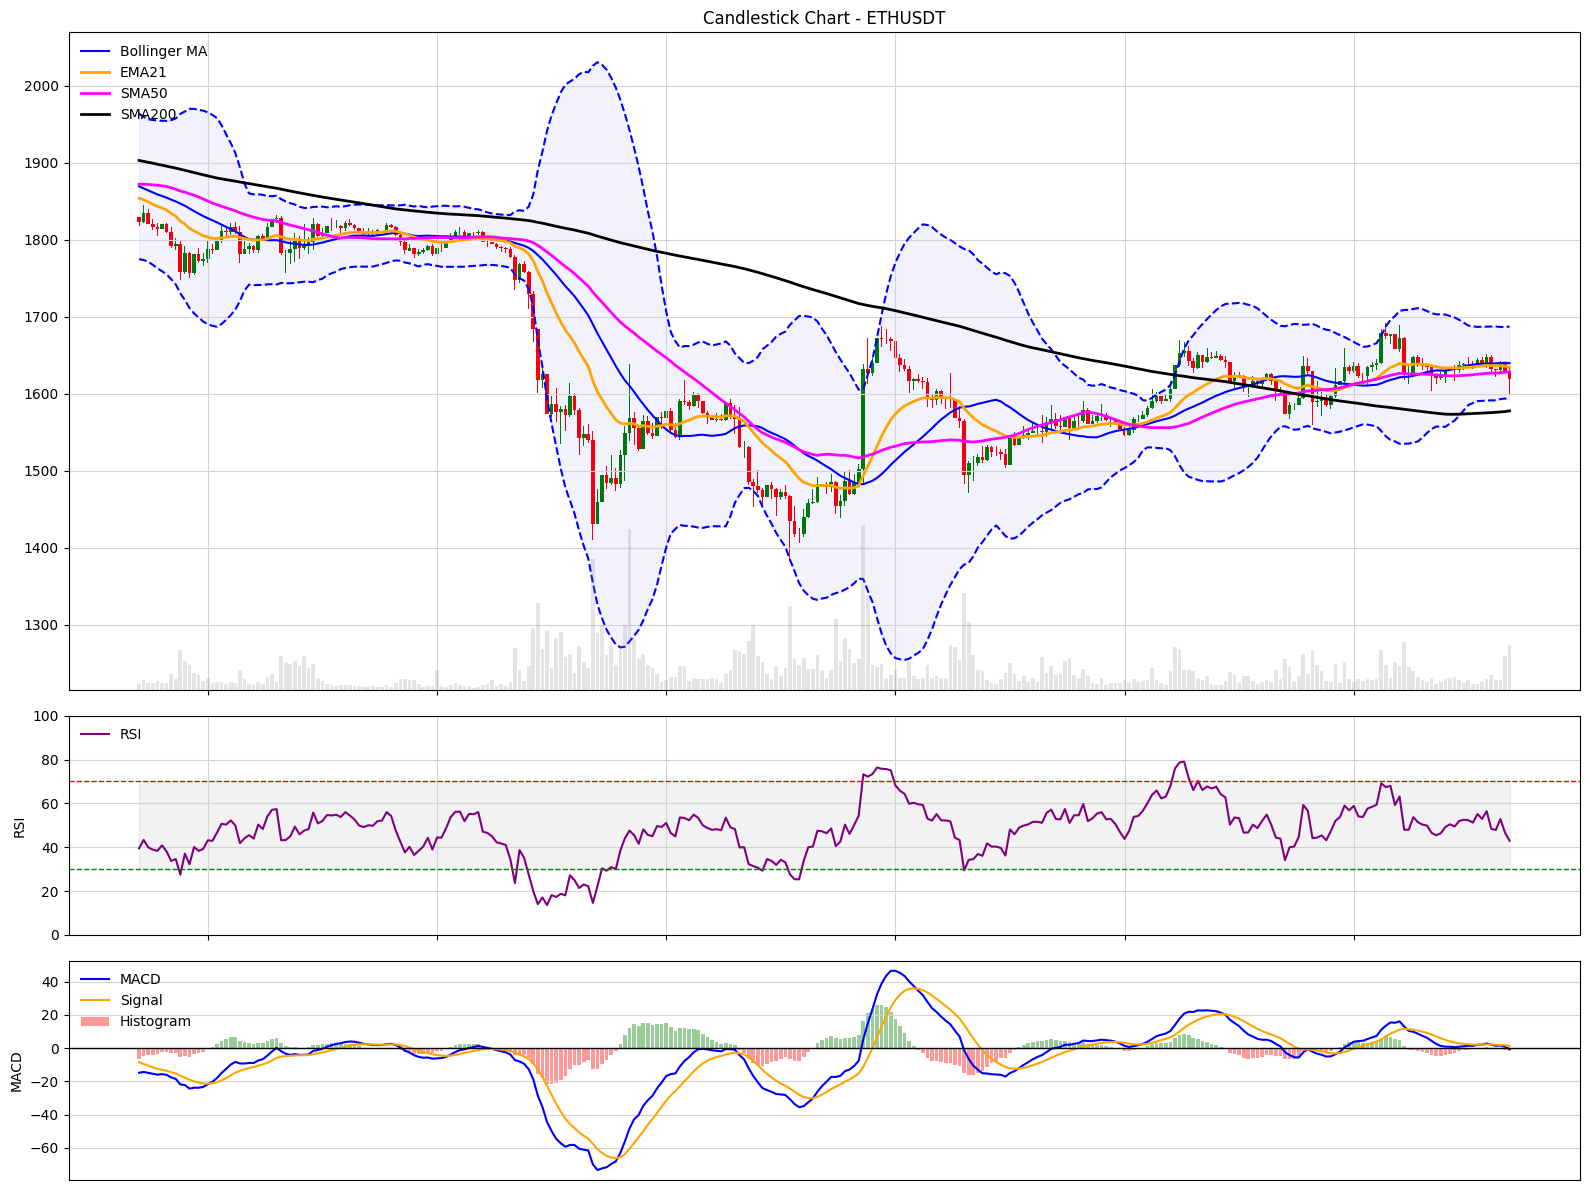 Candlestick Chart - ETHUSDT
Bollinger MA
EMA21
SMA50
SMA200
2000
1900
1800
1700
1600
1500
1400
1300
RSI
100
80
60
40
20
0
RSI
MACD
Signal
Histogram
40
20
0
−20
−40
−60
MACD